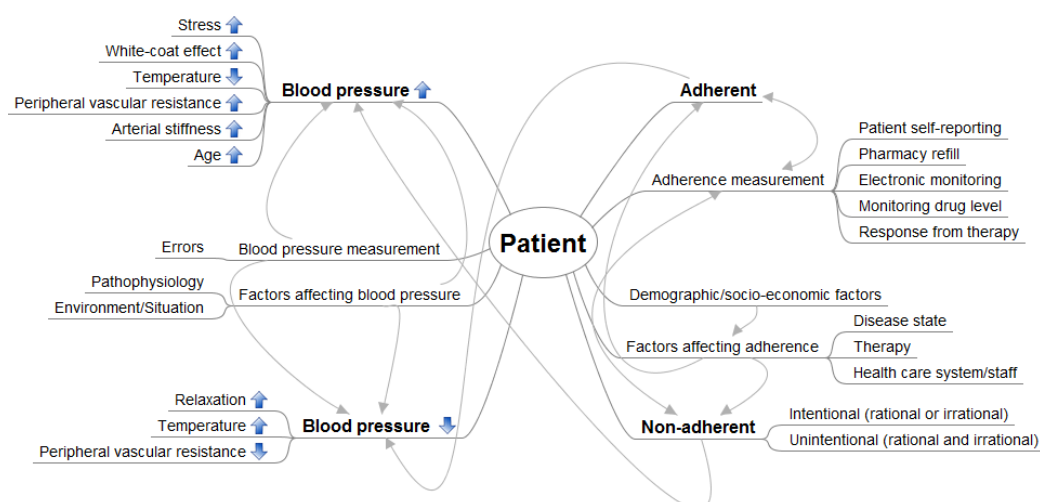 Stress
White-coat effect
Temperature
Peripheral vascular resistance
Arterial stiffness
Age
Blood pressure
Errors
Blood pressure measurement
Pathophysiology
Environment/Situation
Factors affecting blood pressure
Relaxation
Temperature
Peripheral vascular resistance
Blood pressure
Patient
Adherent
Adherence measurement
Patient self-reporting
Pharmacy refill
Electronic monitoring
Monitoring drug level
Response from therapy
Demographic/socio-economic factors
Factors affecting adherence
Disease state
Therapy
Health care system/staff
Non-adherent
Intentional (rational or irrational)
Unintentional (rational and irrational)